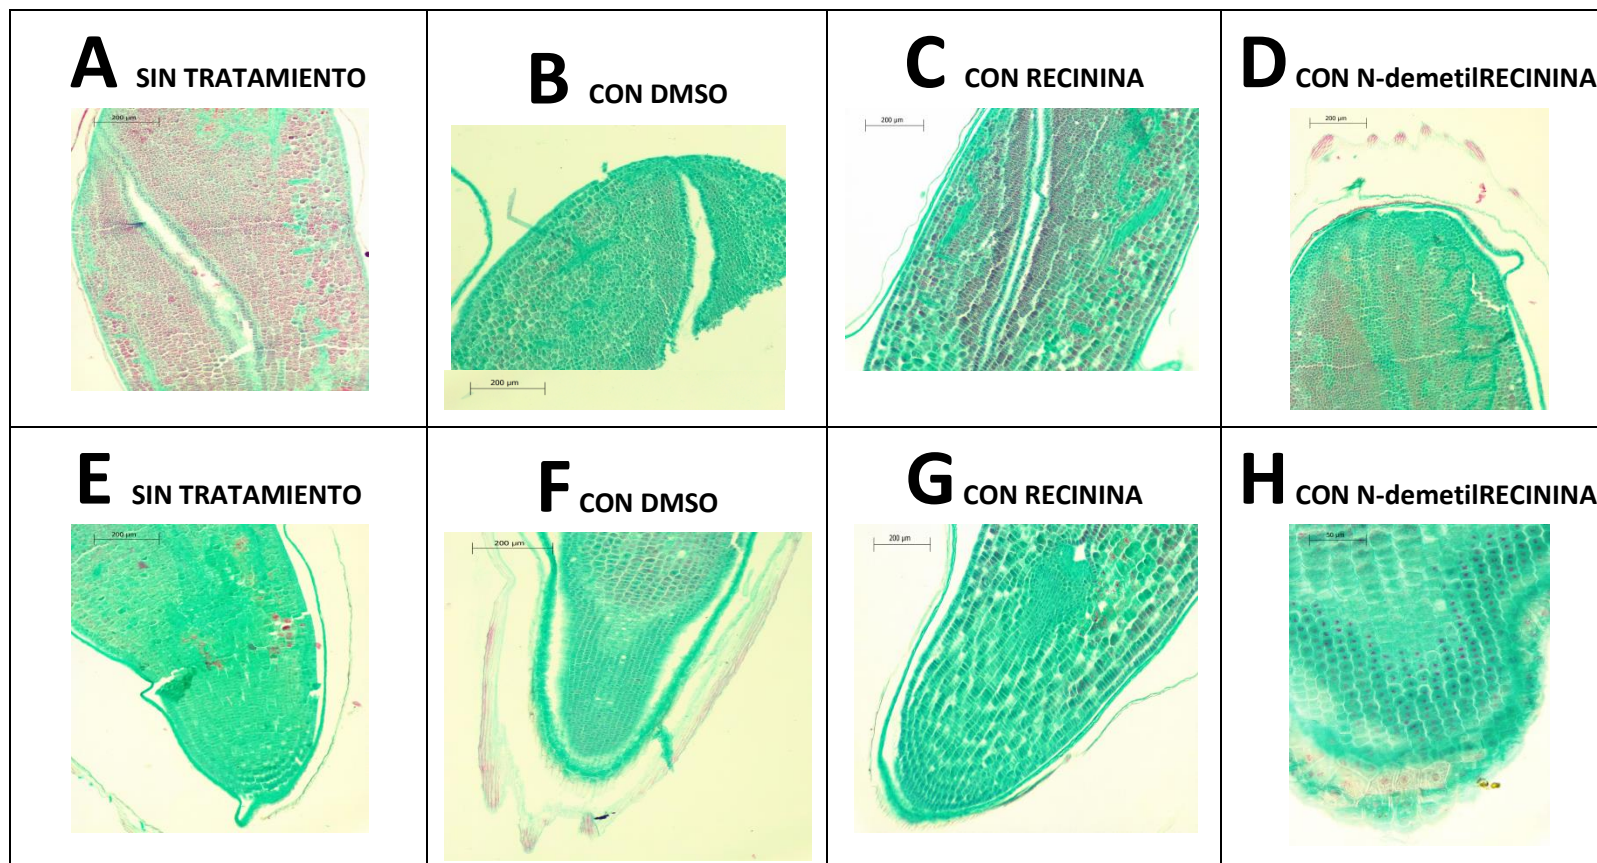 A SIN TRATAMIENTO
200 µm
B CON DMSO
200 µm
C CON RECININA
200 µm
D CON N-demetilRECININA
200 µm
E SIN TRATAMIENTO
200 µm
F CON DMSO
200 µm
G CON RECININA
200 µm
H CON N-demetilRECININA
50 µm